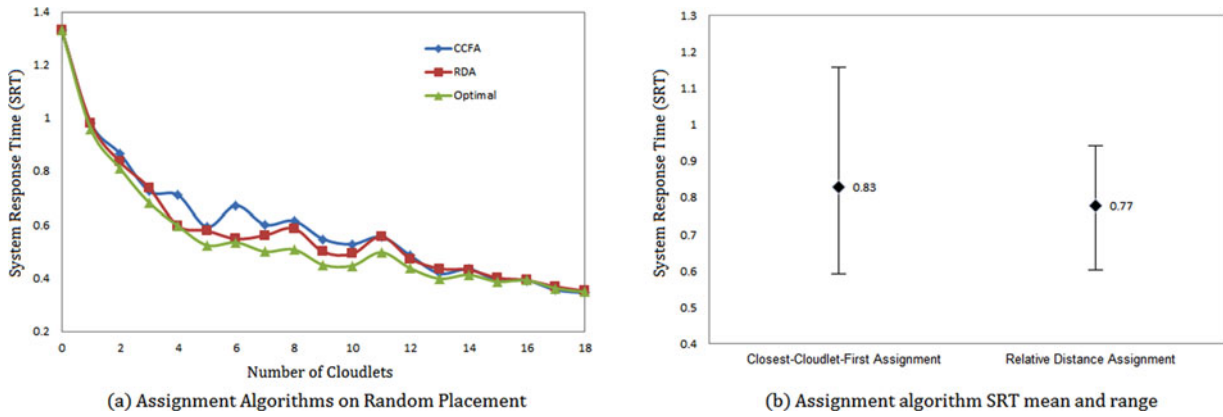 1.4
1.2
1
0.8
0.6
0.4
0.2
System Response Time (SRT)
CCFA
RDA
Optimal
0 2 4 6 8 10 12 14 16 18
Number of Cloudlets
(a) Assignment Algorithms on Random Placement
1.3
1.2
1.1
1
0.9
0.8
0.7
0.6
0.5
0.4
System Response Time (SRT)
0.83
0.77
Closest-Cloudlet-First Assignment Relative Distance Assignment
(b) Assignment algorithm SRT mean and range